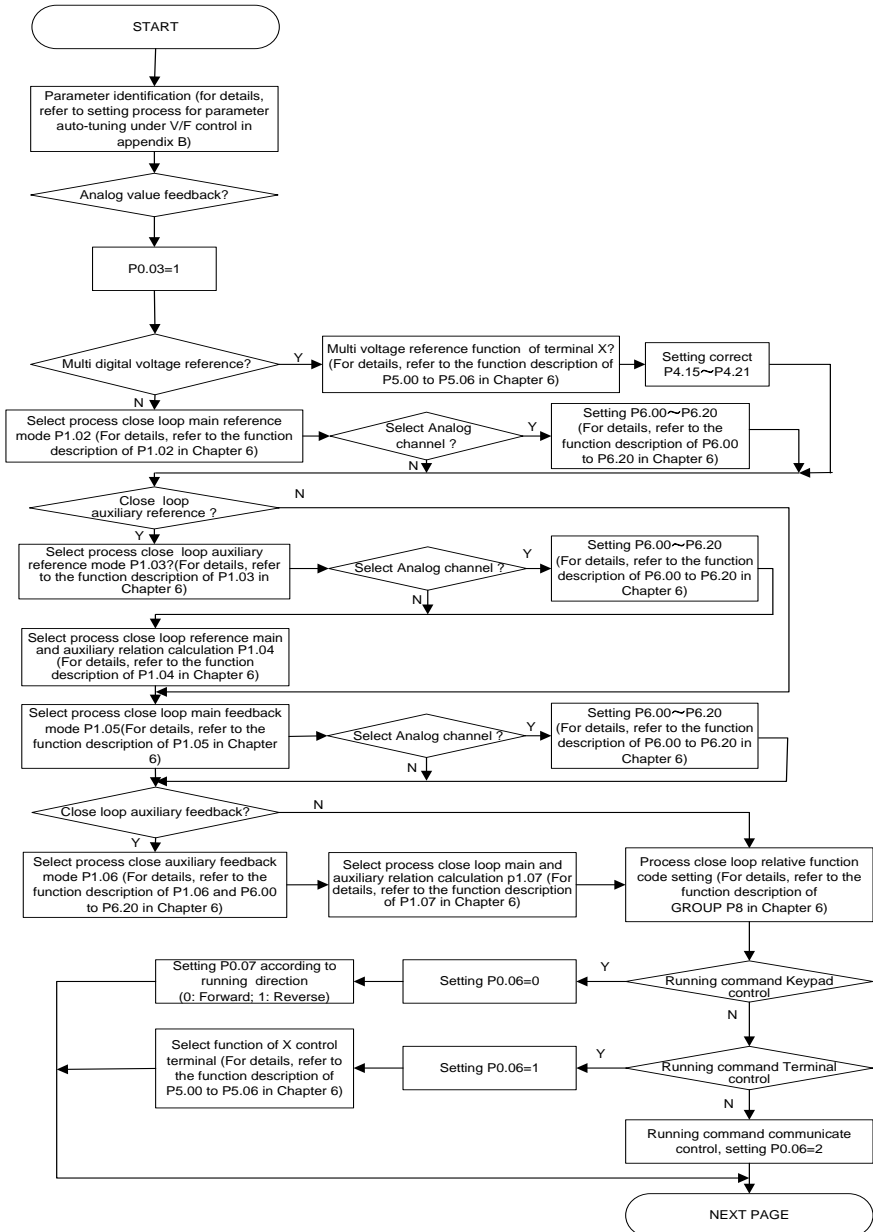 START
Parameter identification (for details,
refer to setting process for parameter
auto-tuning under V/F control in
appendix B)
Analog value feedback?
P0.03=1
Multi digital voltage reference?
Y
Multi voltage reference function of terminal X?
(For details, refer to the function description of
P5.00 to P5.06 in Chapter 6)
Setting correct
P4.15～P4.21
N
Select process close loop main reference
mode P1.02 (For details, refer to the function
description of P1.02 in Chapter 6)
Select Analog
channel ?
Y
Setting P6.00～P6.20
(For details, refer to the
function description of P6.00
to P6.20 in Chapter 6)
N
Close loop
auxiliary reference ?
N
Y
Select process close loop auxiliary
reference mode P1.03?(For details, refer
to the function description of P1.03 in
Chapter 6)
Select Analog channel ?
Y
Setting P6.00～P6.20
(For details, refer to the function
description of P6.00 to P6.20 in
Chapter 6)
N
Select process close loop reference main
and auxiliary relation calculation P1.04
(For details, refer to the function
description of P1.04 in Chapter 6)
Select process close loop main feedback
mode P1.05(For details, refer to the
function description of P1.05 in Chapter
6)
Select Analog channel ?
Y
Setting P6.00～P6.20
(For details, refer to the function
description of P6.00 to P6.20 in
Chapter 6)
N
Close loop auxiliary feedback?
N
Y
Select process close auxiliary feedback
mode P1.06 (For details, refer to the
function description of P1.06 and P6.00
to P6.20 in Chapter 6)
Select process close loop main and
auxiliary relation calculation p1.07 (For
details, refer to the function description
of P1.07 in Chapter 6)
Process close loop relative function
code setting (For details, refer to the
function description of
GROUP P8 in Chapter 6)
Setting P0.07 according to
running direction
(0: Forward; 1: Reverse)
Setting P0.06=0
Y
Running command Keypad
control
N
Select function of X control
terminal (For details, refer to
the function description of
P5.00 to P5.06 in Chapter 6)
Setting P0.06=1
Y
Running command Terminal
control
N
Running command communicate
control, setting P0.06=2
NEXT PAGE